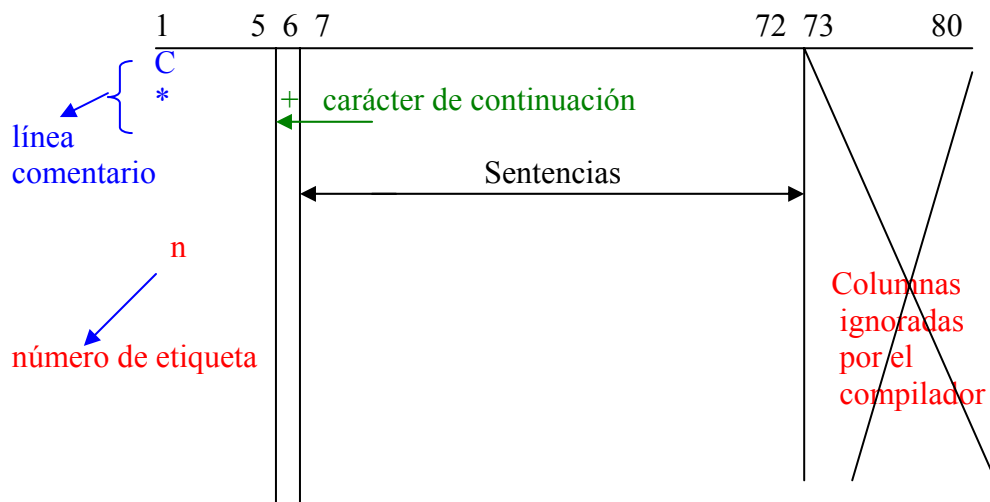 1 5 6 7 72 73 80
C
*
+ carácter de continuación
línea
comentario
Sentencias
n
número de etiqueta
Columnas
ignoradas
por el
compilador